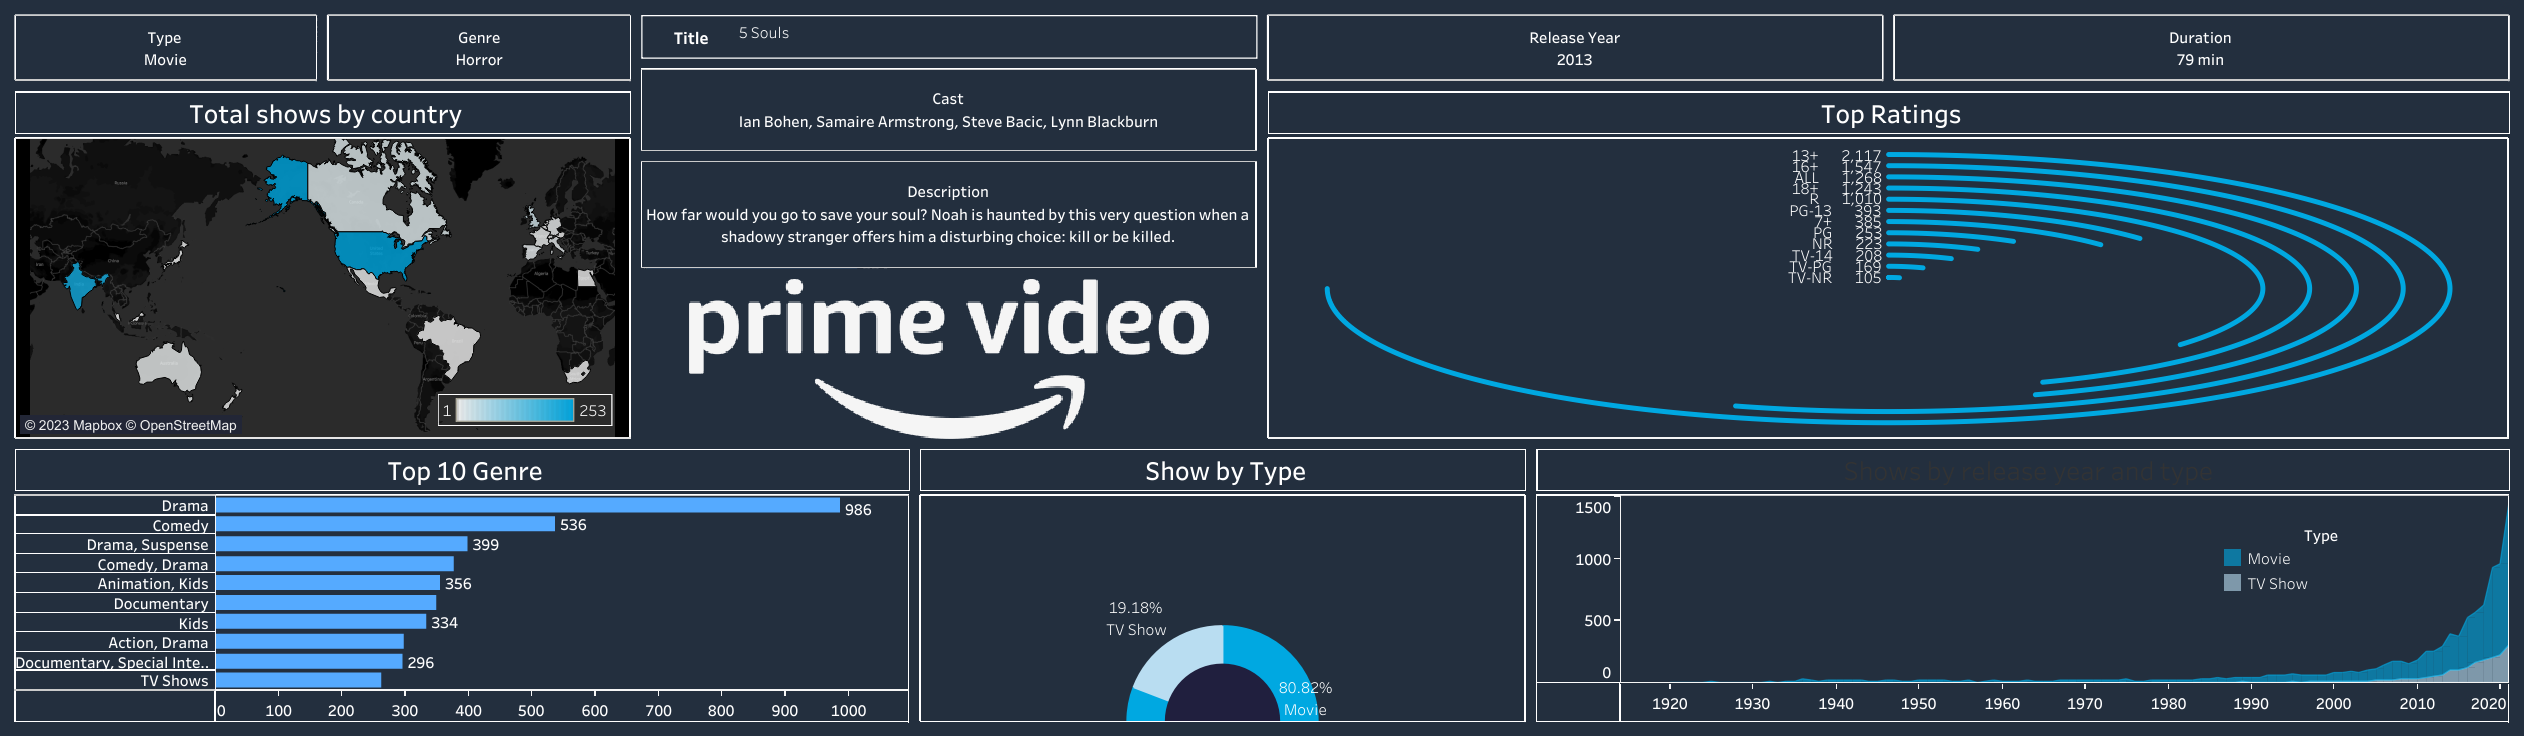 Type
Movie
Genre
Horror
Title 5 Souls
Release Year
2013
Duration
79 min
Cast
Ian Bohen, Samaire Armstrong, Steve Bacic, Lynn Blackburn
Description
How far would you go to save your soul? Noah is haunted by this very question when a
shadowy stranger offers him a disturbing choice: kill or be killed.
prime video
Total shows by country
1 253
© 2023 Mapbox © OpenStreetMap
Top Ratings
13+ 2,117
16+ 1,547
ALL 1,268
18+ 1,243
R 1,010
PG-13 393
7+ 385
PG 253
NR 223
TV-14 208
TV-PG 169
TV-NR 105
Top 10 Genre
Drama 986
Comedy 536
Drama, Suspense 399
Comedy, Drama
Animation, Kids 356
Documentary
Kids 334
Action, Drama
Documentary, Special Inte.. 296
TV Shows
0 100 200 300 400 500 600 700 800 900 1000
Show by Type
19.18%
TV Show
80.82%
Movie
Shows by release year and type
1500
1000
500
0
Type
Movie
TV Show
1920 1930 1940 1950 1960 1970 1980 1990 2000 2010 2020